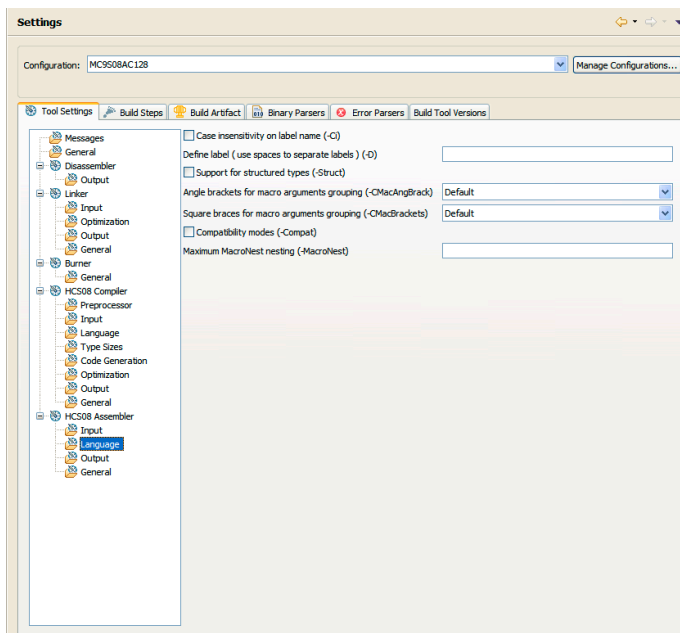 Settings
Configuration: MC9S08AC128 Manage Configurations...
Tool Settings Build Steps Build Artifact Binary Parsers Error Parsers Build Tool Versions
Messages
General
Disassembler
Output
Linker
Input
Optimization
Output
General
Burner
General
HCS08 Compiler
Preprocessor
Input
Language
Type Sizes
Code Generation
Optimization
Output
General
HCS08 Assembler
Input
Language
Output
General
Case insensitivity on label name (-Ci)
Define label ( use spaces to separate labels ) (-D)
Support for structured types (-Struct)
Angle brackets for macro arguments grouping (-CMacAngBrack) Default
Square braces for macro arguments grouping (-CMacBrackets) Default
Compatibility modes (-Compat)
Maximum MacroNest nesting (-MacroNest)